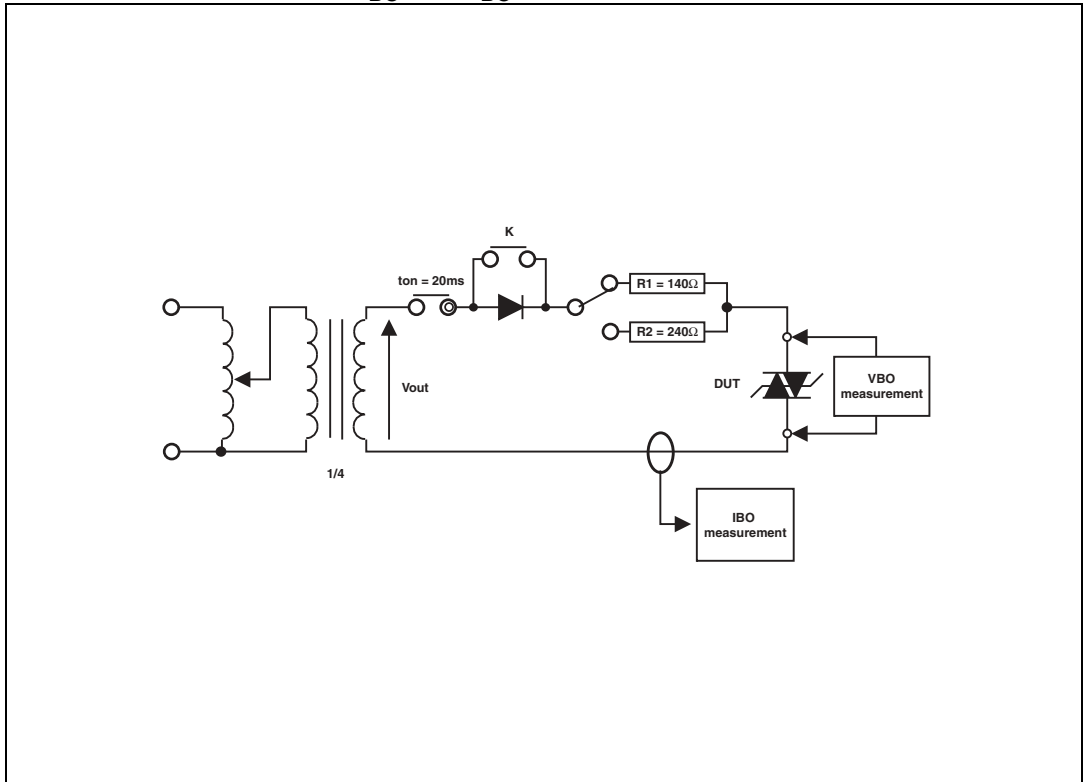 K
ton = 20ms
R1 = 140Ω
R2 = 240Ω
Vout
DUT
VBO
measurement
1/4
IBO
measurement